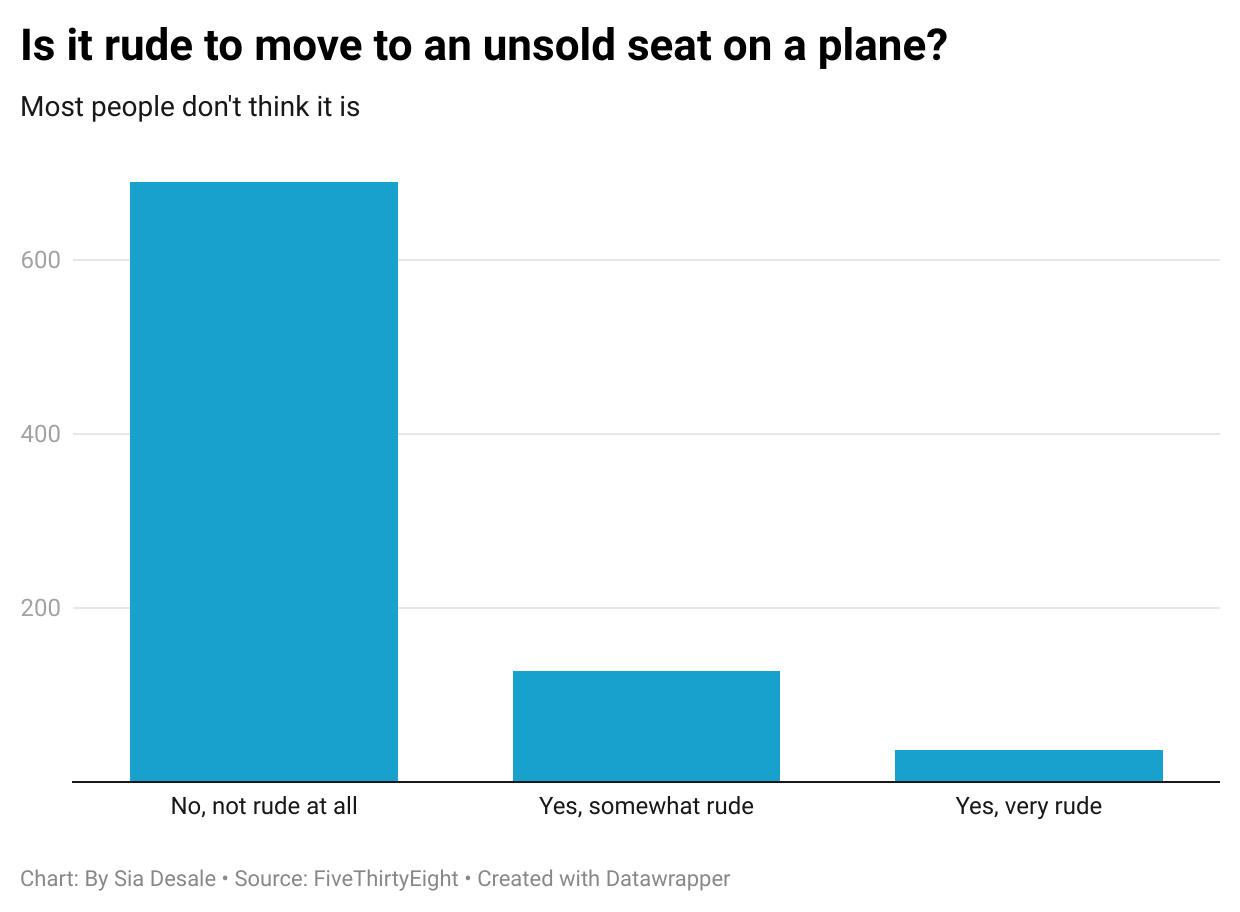 Is it rude to move to an unsold seat on a plane?
Most people don't think it is
600
400
200
No, not rude at all
Yes, somewhat rude
Yes, very rude
Chart: By Sia Desale • Source: FiveThirtyEight • Created with Datawrapper